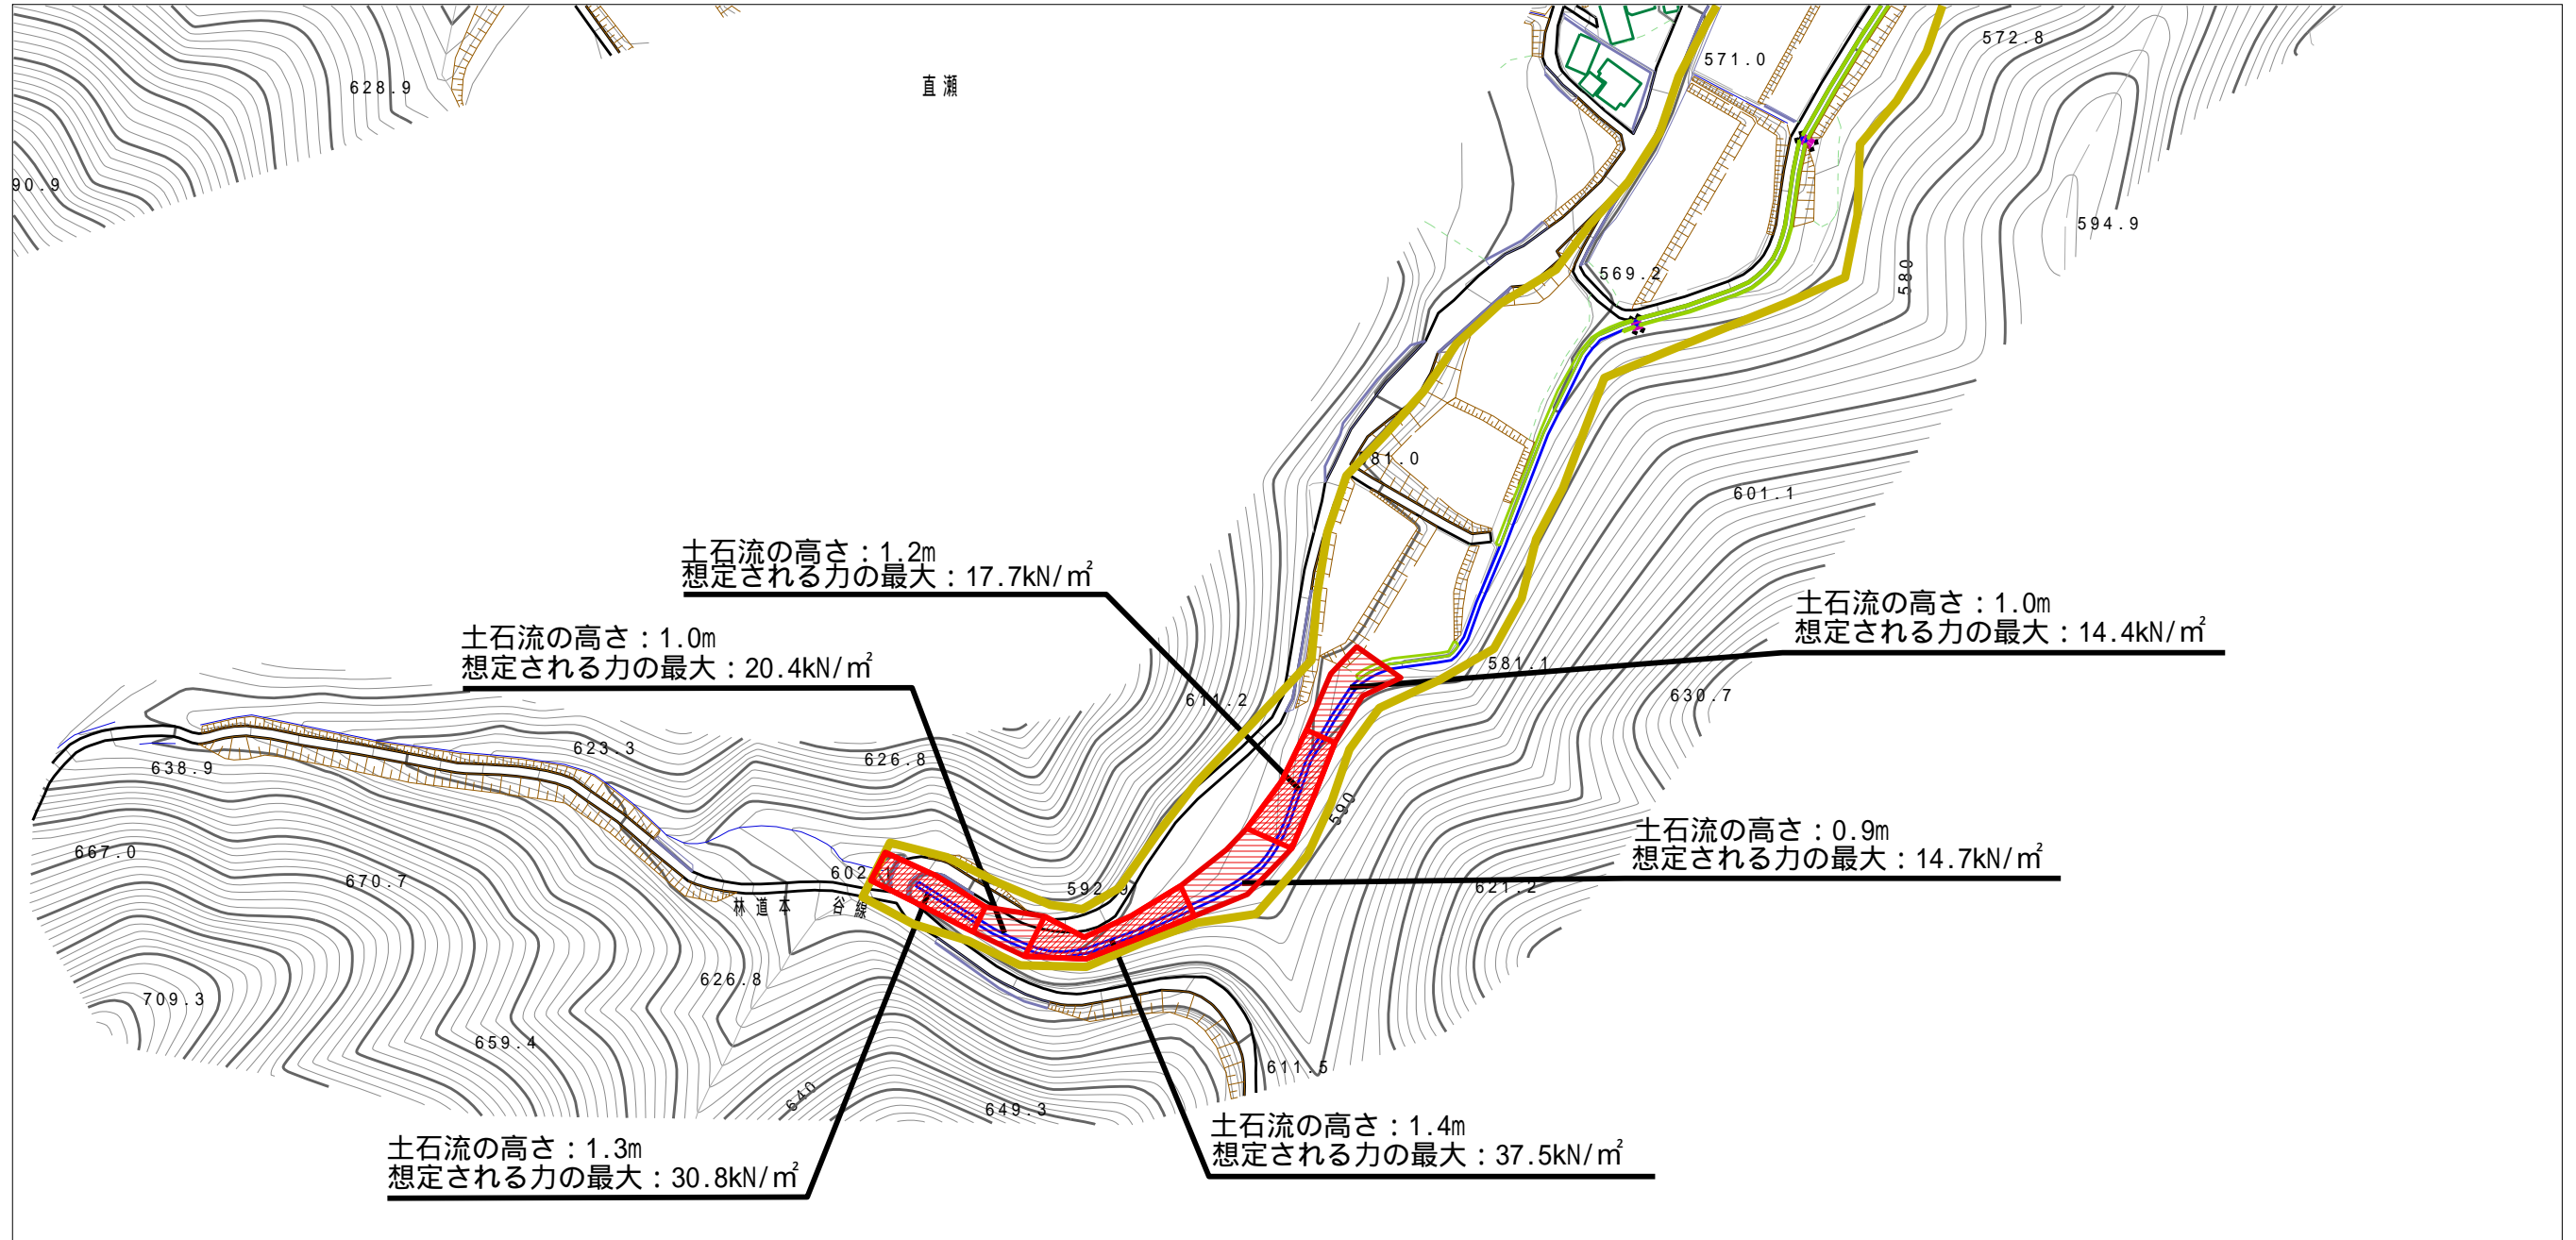 572.8
571.0
628.9
直瀬
90.9
594.9
569.2
580
81.0
601.1
土石流の高さ：1.2m
想定される力の最大：17.7kN/㎡
土石流の高さ：1.0m
想定される力の最大：14.4kN/㎡
土石流の高さ：1.0m
想定される力の最大：20.4kN/㎡
581.1
630.7
611.2
623.3
626.8
638.9
590
土石流の高さ：0.9m
想定される力の最大：14.7kN/㎡
667.0
670.7
602.1
592.9
621.2
林道本谷線
626.8
709.3
659.4
611.5
640
649.3
土石流の高さ：1.4m
想定される力の最大：37.5kN/㎡
土石流の高さ：1.3m
想定される力の最大：30.8kN/㎡